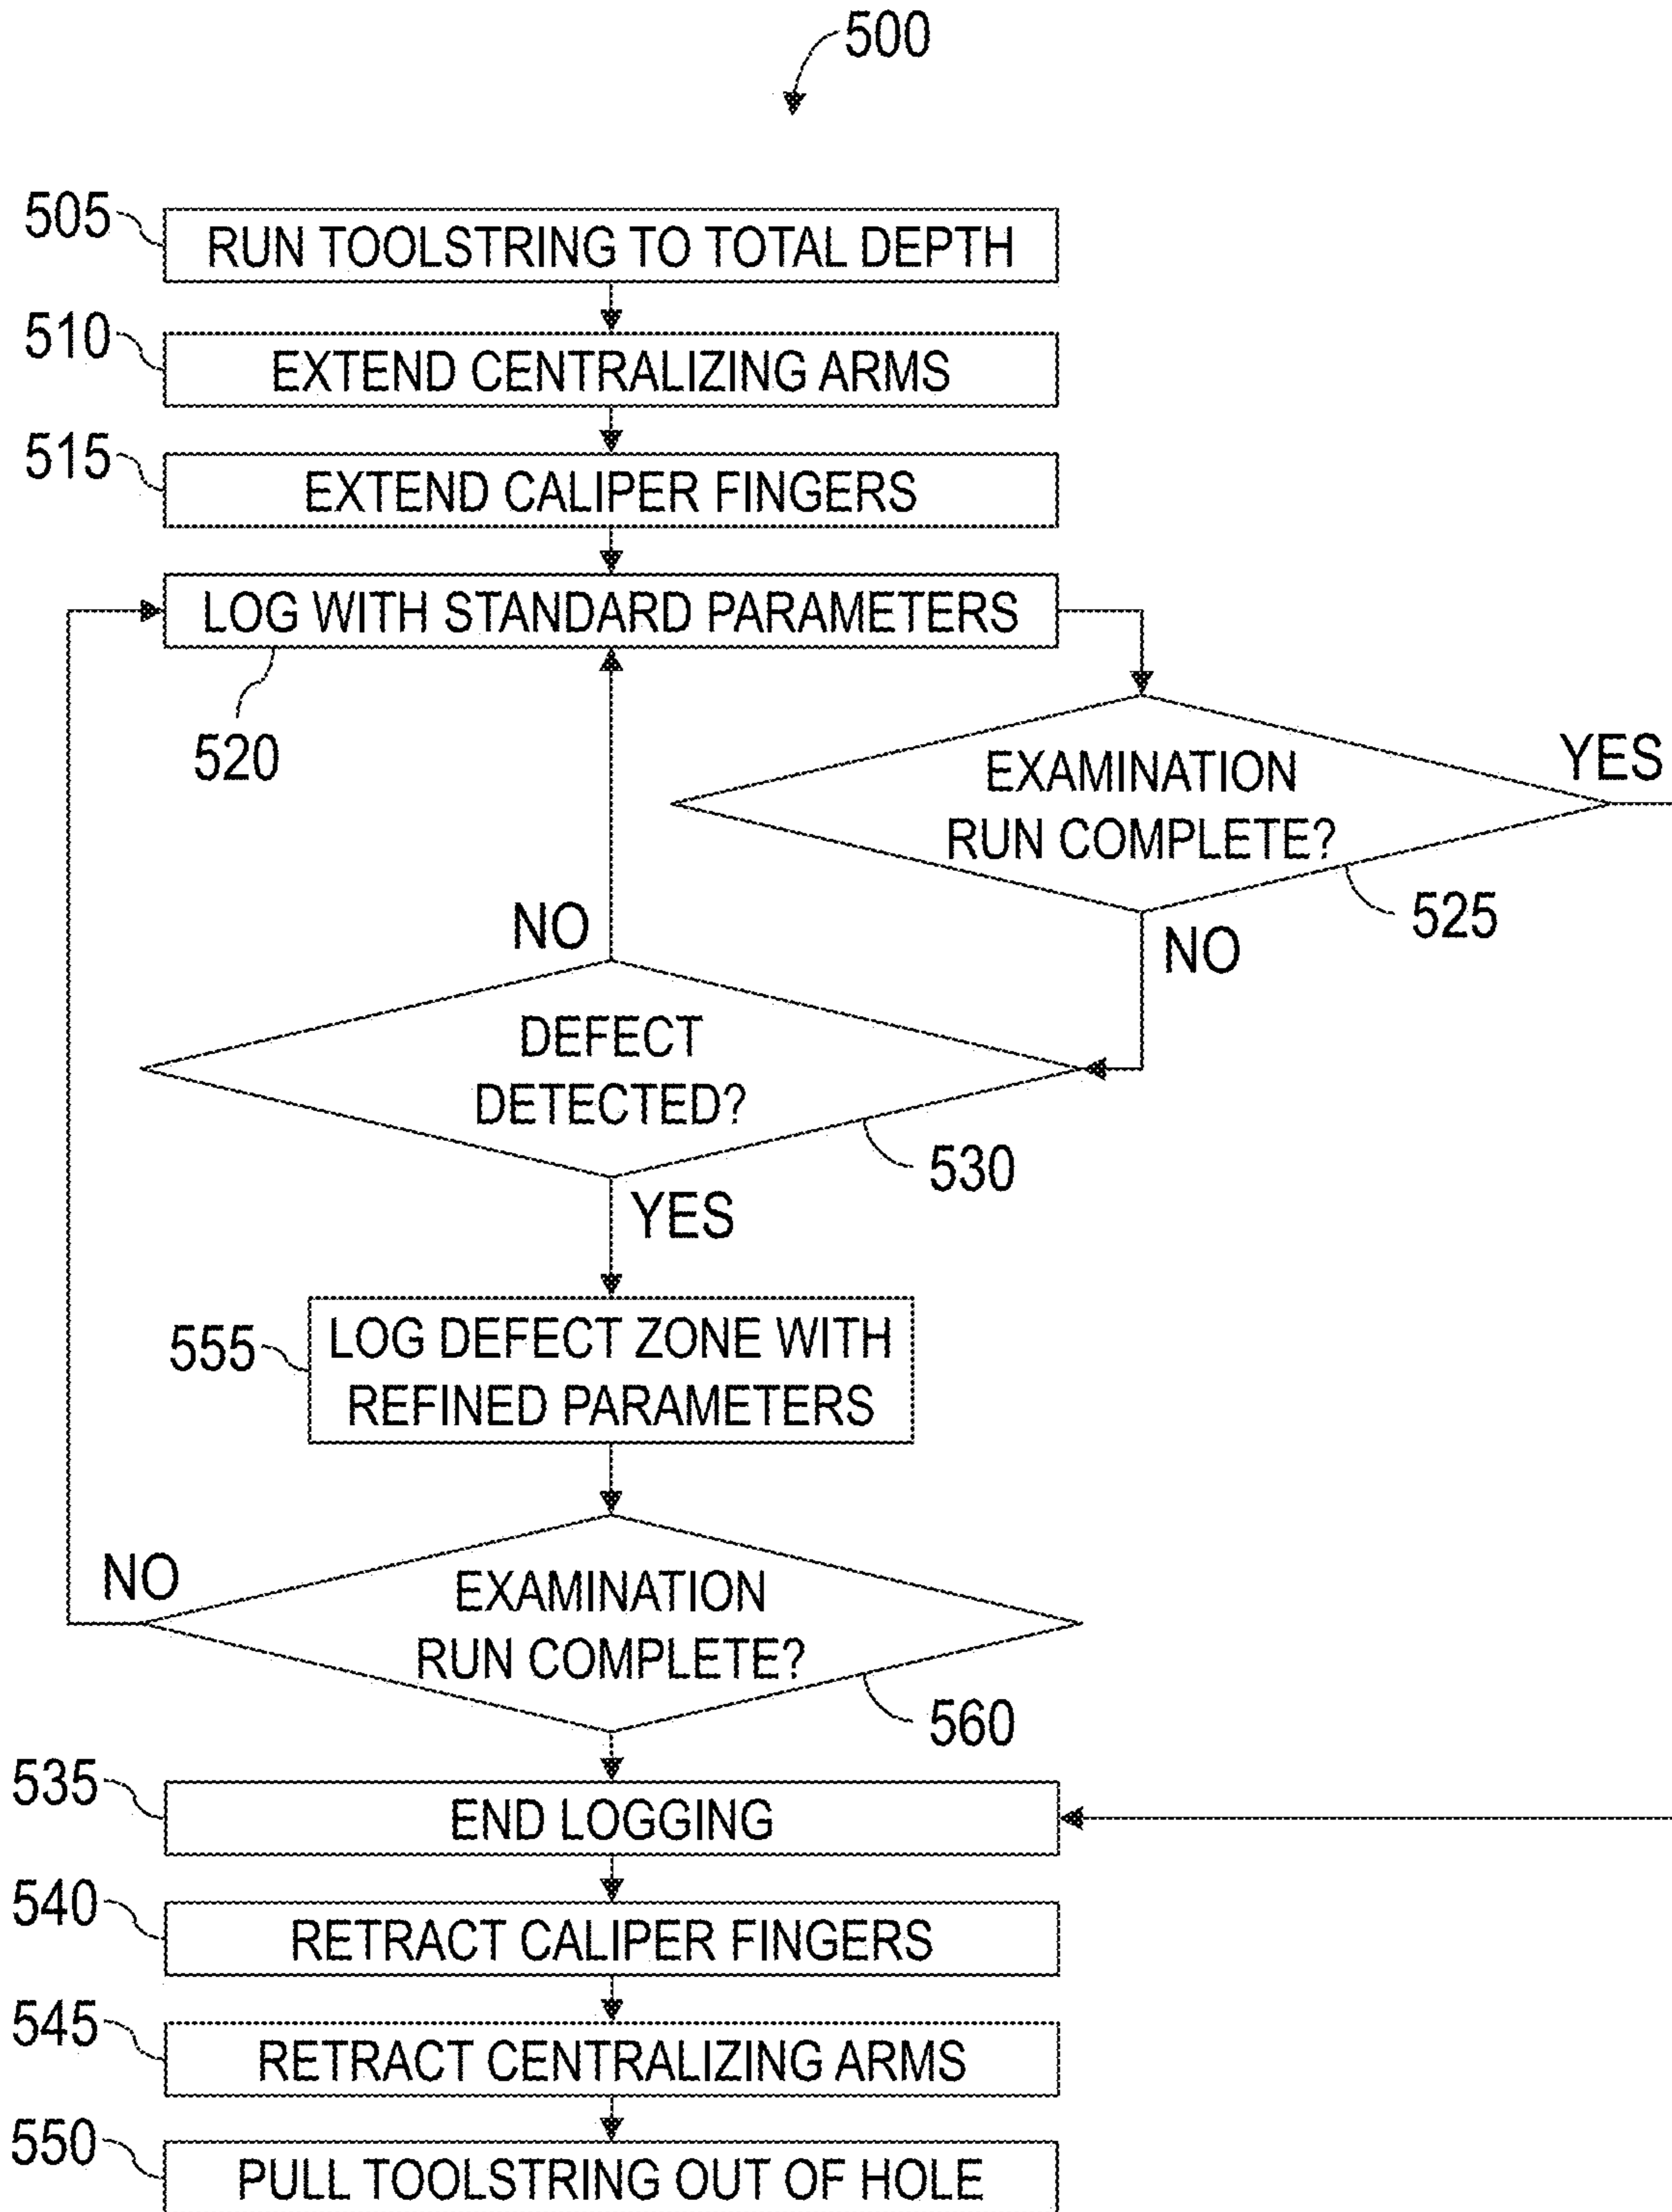 500
505
RUN TOOLSTRING TO TOTAL DEPTH
510
EXTEND CENTRALIZING ARMS
515
EXTEND CALIPER FINGERS
LOG WITH STANDARD PARAMETERS
520
EXAMINATION
RUN COMPLETE?
YES
525
NO
NO
DEFECT
DETECTED?
530
YES
555
LOG DEFECT ZONE WITH
REFINED PARAMETERS
NO
EXAMINATION
RUN COMPLETE?
560
535
END LOGGING
540
RETRACT CALIPER FINGERS
545
RETRACT CENTRALIZING ARMS
550
PULL TOOLSTRING OUT OF HOLE